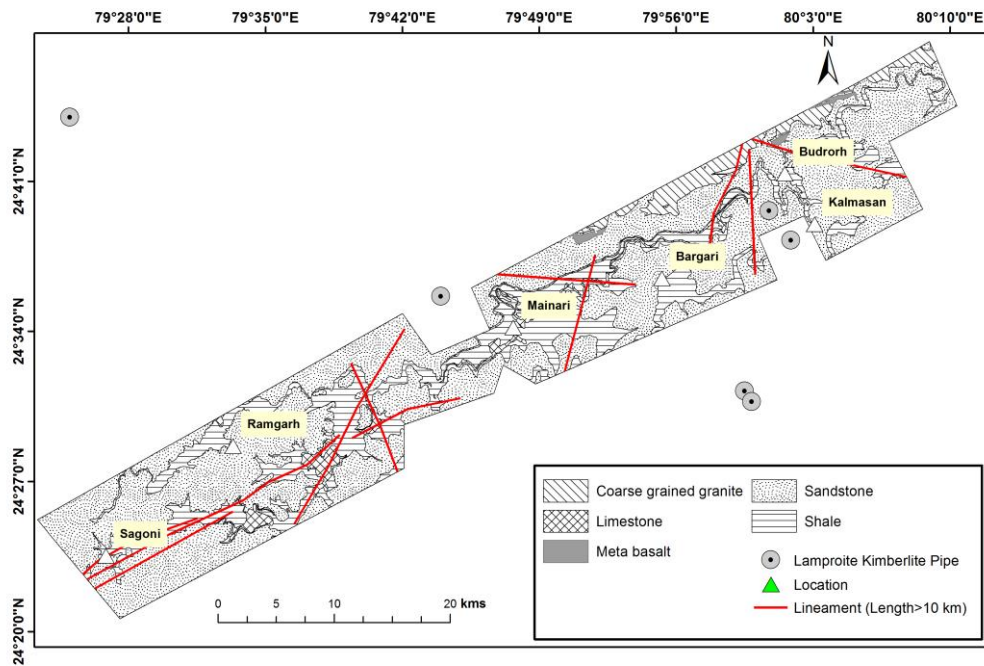 79°28'0"E 79°35'0"E 79°42'0"E 79°49'0"E 79°56'0"E 80°3'0"E 80°10'0"E
N
24°41'0"N
24°34'0"N
24°27'0"N
24°20'0"N
Budrorh
Kalmasan
Bargari
Mainari
Ramgarh
Sagoni
0 5 10 20 kms
Coarse grained granite
Sandstone
Limestone
Shale
Meta basalt
Lamproite Kimberlite Pipe
Location
Lineament (Length>10 km)